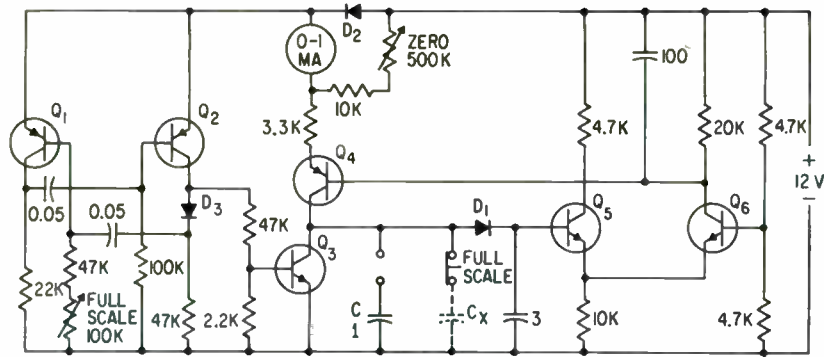 D2
0-1
MA
ZERO
500K
10K
100
Q1
Q2
3.3K
4.7K
20K
4.7K
+
12 V
−
Q4
0.05
0.05
D3
47K
Q5
Q6
D1
Q3
22K
47K
100K
FULL
SCALE
100K
47K
2.2K
C
1
FULL
SCALE
CX
3
10K
4.7K